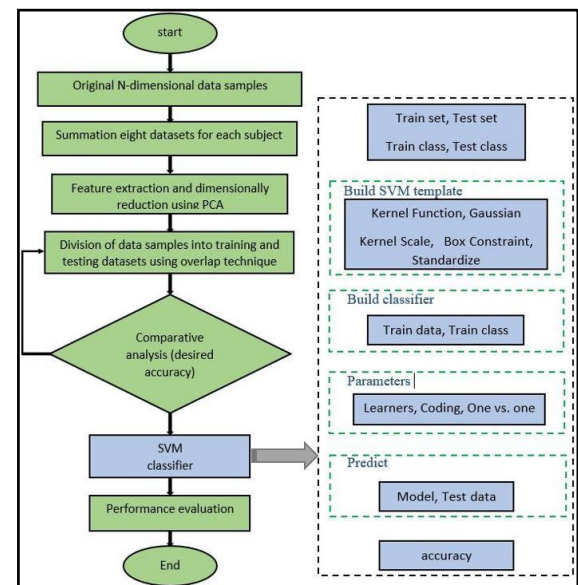 start
Original N-dimensional data samples
Summation eight datasets for each subject
Feature extraction and dimensionally
reduction using PCA
Division of data samples into training and
testing datasets using overlap technique
Comparative
analysis (desired
accuracy)
SVM
classifier
Performance evaluation
End
Train set, Test set
Train class, Test class
Build SVM template
Kernel Function, Gaussian
Kernel Scale, Box Constraint,
Standardize
Build classifier
Train data, Train class
Parameters
Learners, Coding, One vs. one
Predict
Model, Test data
accuracy